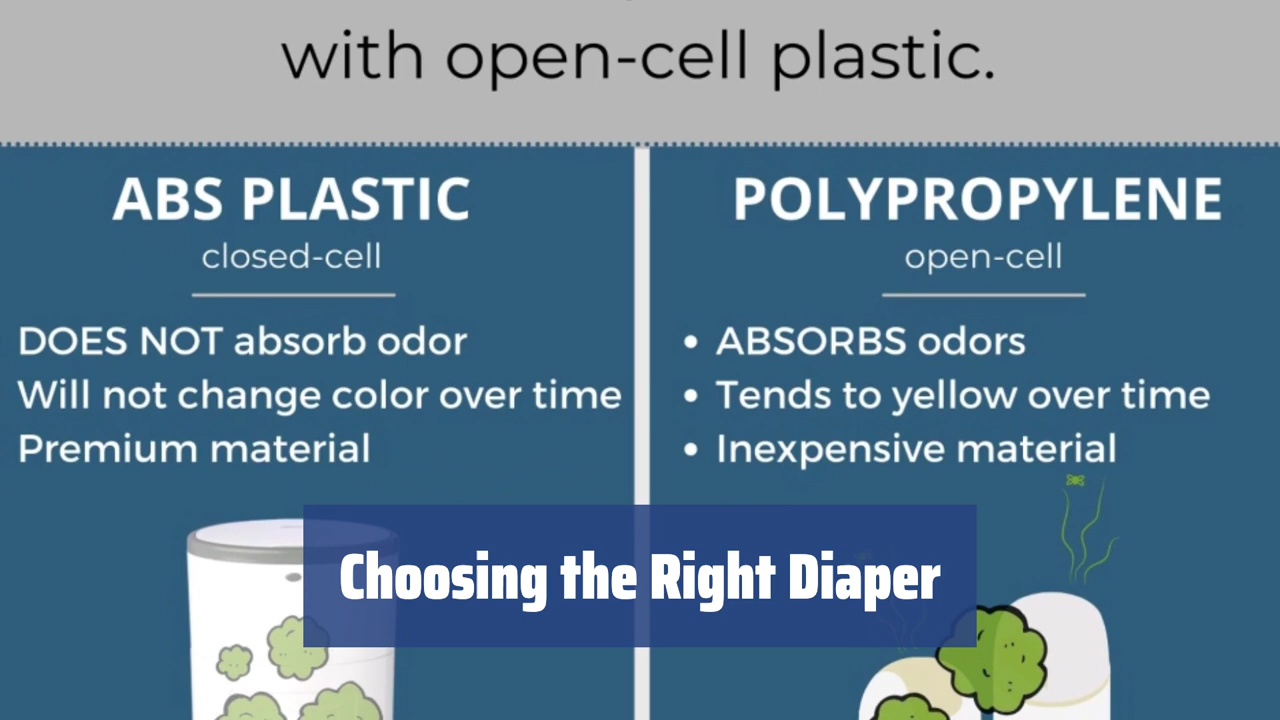 with open-cell plastic.
ABS PLASTIC
closed-cell
DOES NOT absorb odor
Will not change color over time
Premium material
POLYPROPYLENE
open-cell
• ABSORBS odors
• Tends to yellow over time
• Inexpensive material
Choosing the Right Diaper